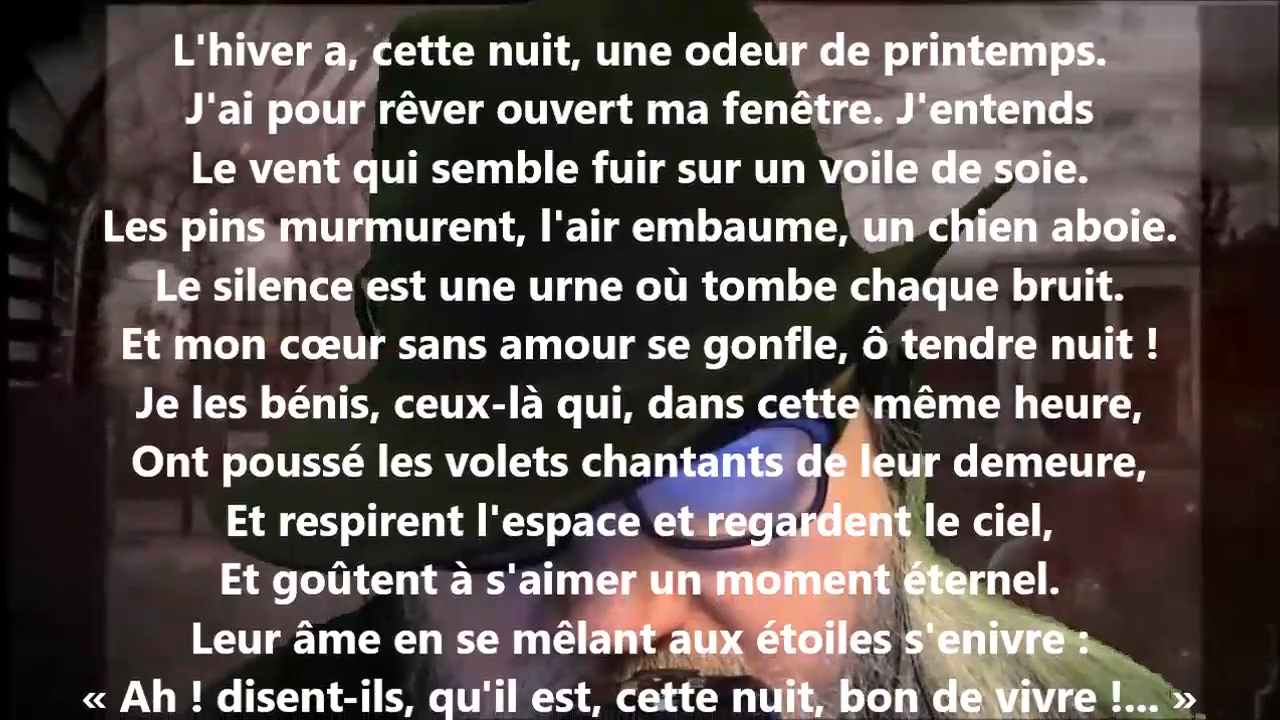 L'hiver a, cette nuit, une odeur de printemps.
J'ai pour rêver ouvert ma fenêtre. J'entends
Le vent qui semble fuir sur un voile de soie.
Les pins murmurent, l'air embaume, un chien aboie.
Le silence est une urne où tombe chaque bruit.
Et mon cœur sans amour se gonfle, ô tendre nuit !
Je les bénis, ceux-là qui, dans cette même heure,
Ont poussé les volets chantants de leur demeure,
Et respirent l'espace et regardent le ciel,
Et goûtent à s'aimer un moment éternel.
Leur âme en se mêlant aux étoiles s'enivre :
« Ah ! disent-ils, qu'il est, cette nuit, bon de vivre !... »